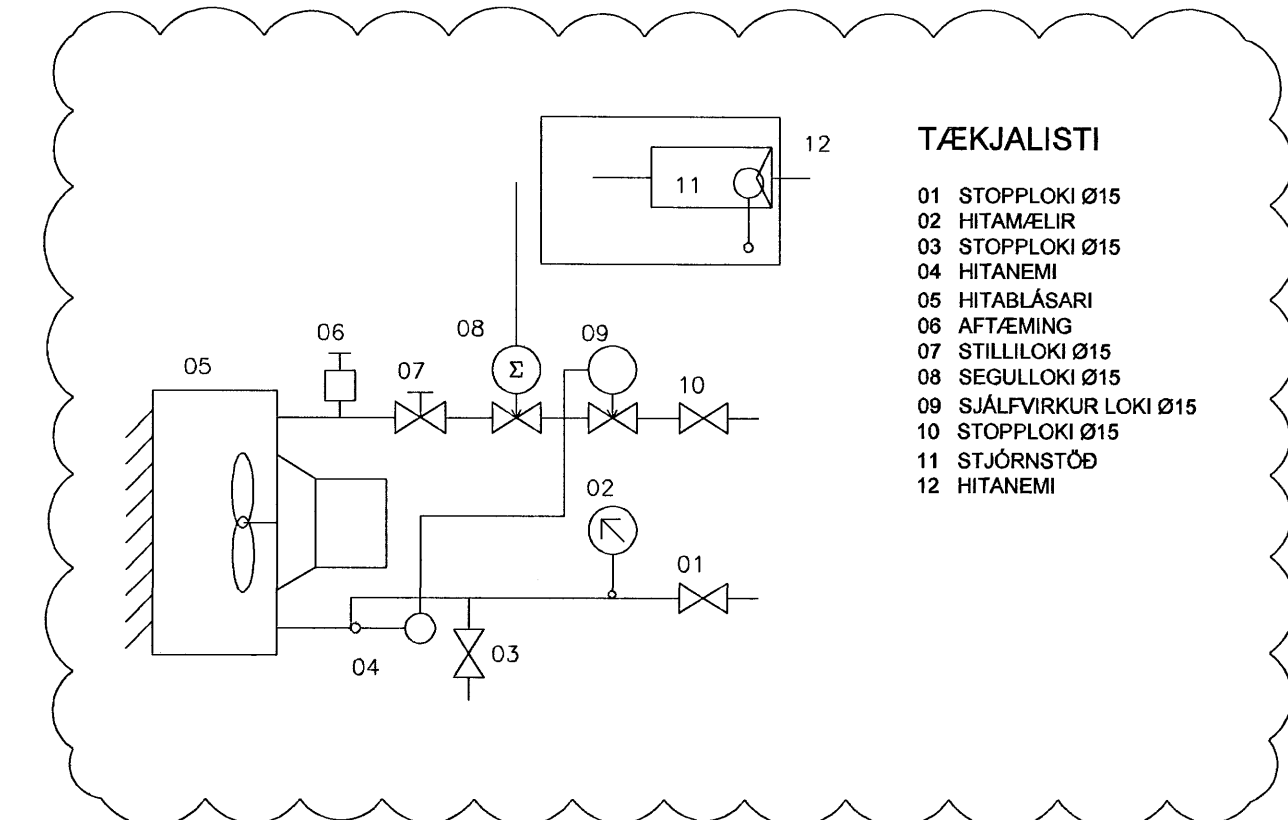 TÆKJALISTI
01 STOPPLOKI Ø15
02 HITAMÆLIR
03 STOPPLOKI Ø15
04 HITANEMI
05 HITABLÁSARI
06 AFTÆMING
07 STILLILOKI Ø15
08 SEGULLOKI Ø15
09 SJÁLFVIRKUR LOKI Ø15
10 STOPPLOKI Ø15
11 STJÓRNSTÖÐ
12 HITANEMI
12
11
06
08
09
05
07
10
Σ
02
01
04
03